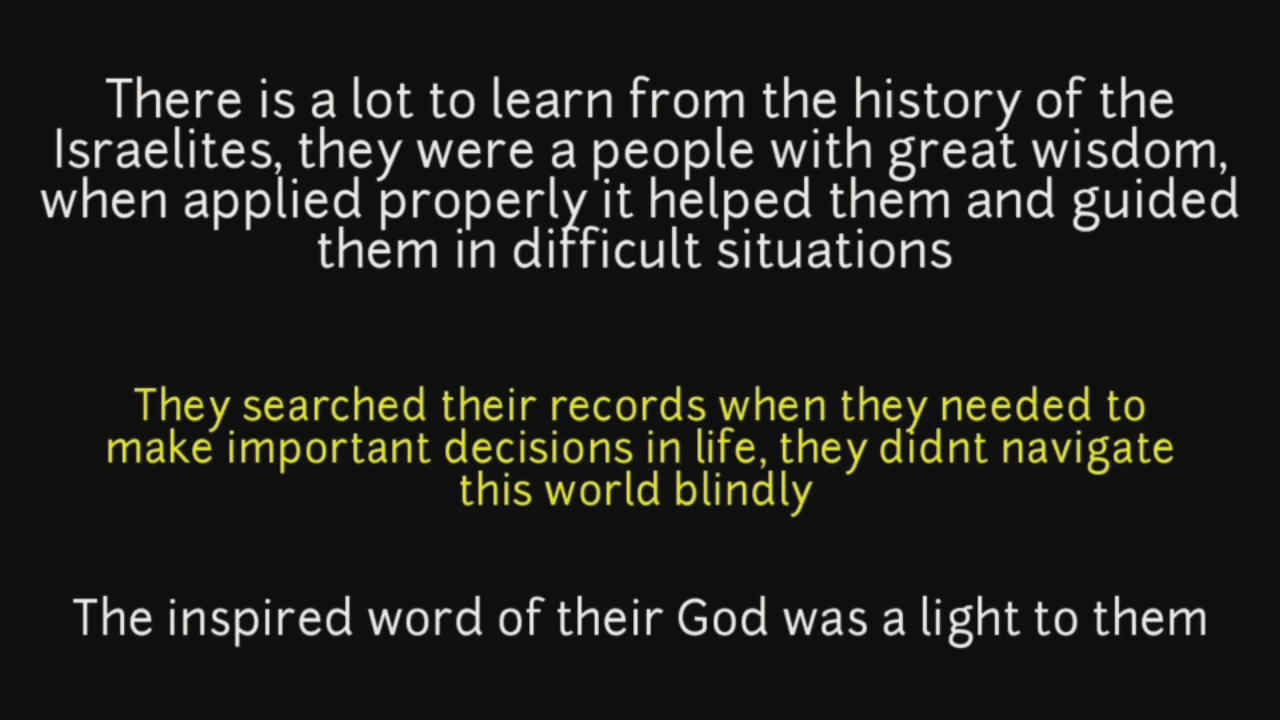 There is a lot to learn from the history of the
Israelites, they were a people with great wisdom,
when applied properly it helped them and guided
them in difficult situations
They searched their records when they needed to
make important decisions in life, they didnt navigate
this world blindly
The inspired word of their God was a light to them